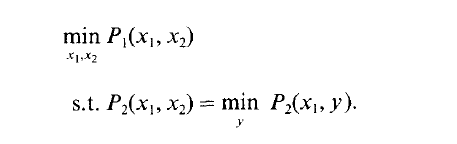 min P₁(x₁, x₂)
x₁,x₂
s.t. P₂(x₁, x₂) = min P₂(x₁, y).
y